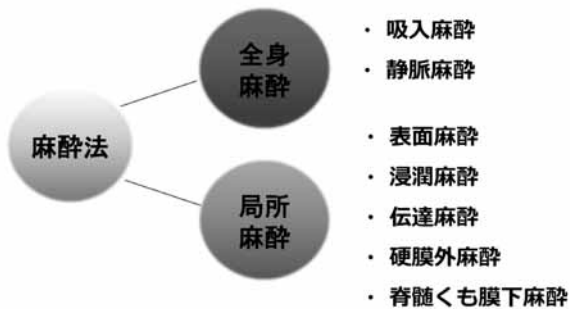 麻酔法
全身
麻酔
・ 吸入麻酔
・ 静脈麻酔
局所
麻酔
・ 表面麻酔
・ 浸潤麻酔
・ 伝達麻酔
・ 硬膜外麻酔
・ 脊髄くも膜下麻酔